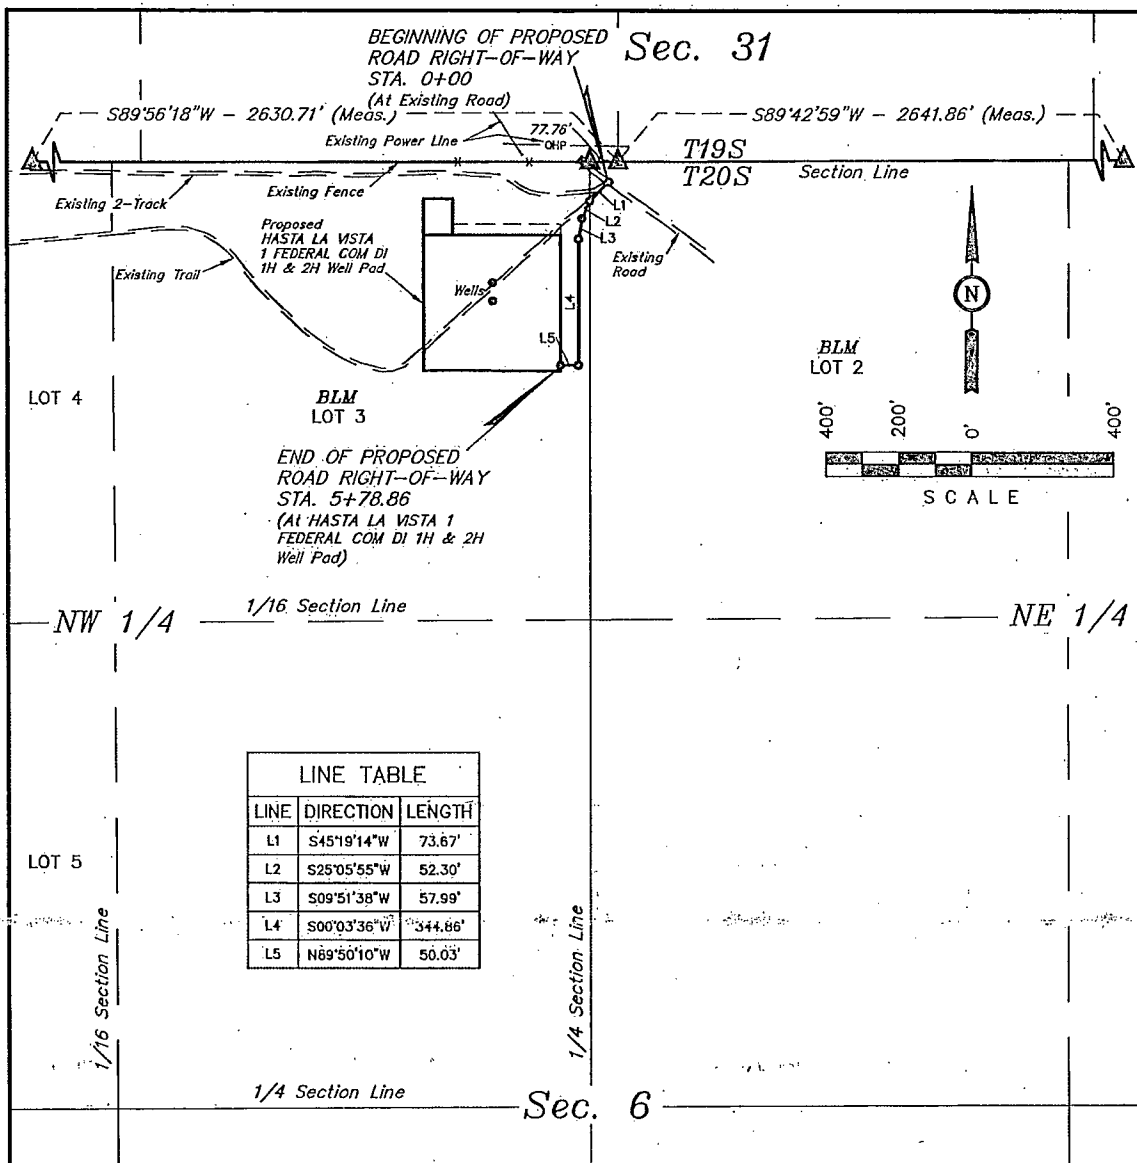 BEGINNING OF PROPOSED
ROAD RIGHT-OF-WAY
STA. 0+00
(At Existing Road)
Sec. 31
S89°56'18"W - 2630.71' (Meas.)
S89°42'59"W - 2641.86' (Meas.)
77.76'
Existing Power Line
OHP
T19S
T20S
Section Line
Existing Fence
Existing 2-Track
L1
L2
L3
Proposed
HASTA LA VISTA
1 FEDERAL COM DI
1H & 2H Well Pad
Existing
Road
Existing Trail
Wells
L4
L5
N
BLM
LOT 2
LOT 4
BLM
LOT 3
400'
200'
0'
400'
SCALE
END OF PROPOSED
ROAD RIGHT-OF-WAY
STA. 5+78.86
(At HASTA LA VISTA 1
FEDERAL COM DI 1H & 2H
Well Pad)
1/16 Section Line
NW 1/4
NE 1/4
LINE TABLE
LINE DIRECTION LENGTH
L1 S45°19'14"W 73.67'
L2 S25°05'55"W 52.30'
L3 S09°51'38"W 57.99'
L4 S00°03'36"W 344.86'
L5 N89°50'10"W 50.03'
LOT 5
1/16 Section Line
1/4 Section Line
1/4 Section Line
Sec. 6